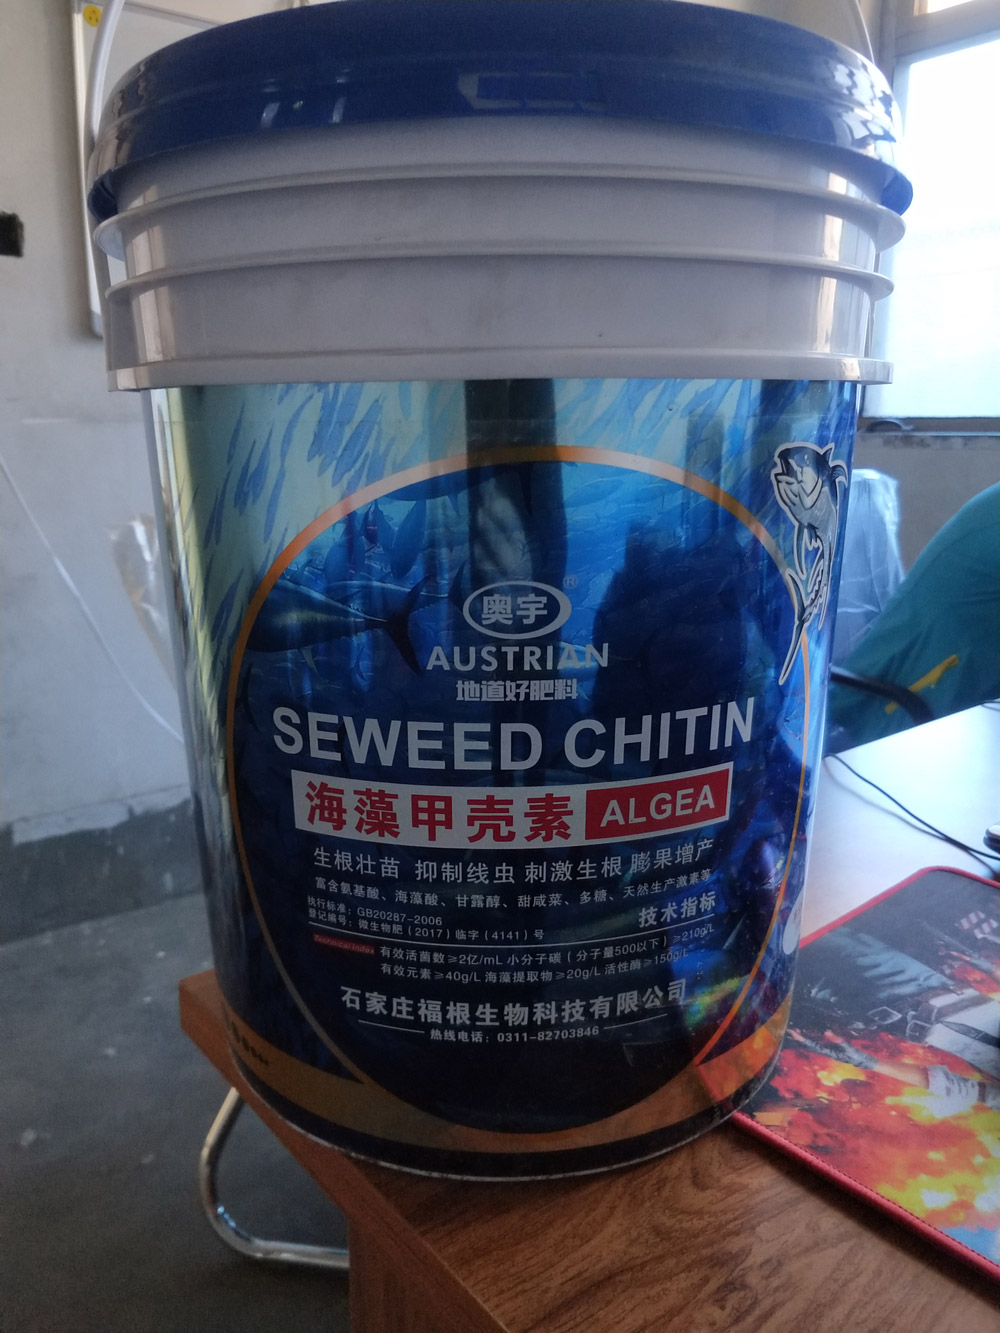 奥宇®
AUSTRIAN
地道好肥料
SEWEED CHITIN
海藻甲壳素 ALGEA
生根壮苗 抑制线虫 刺激生根 膨果增产
富含氨基酸、海藻酸、甘露醇、甜咸菜、多糖、天然生产激素等
执行标准：GB20287-2006
登记编号：微生物肥（2017）临字（4141）号
技术指标
Technical index
有效活菌数≥2亿/mL 小分子碳（分子量500以下）≥210g/L
有效元素≥40g/L 海藻提取物≥20g/L 活性酶≥150g/L
石家庄福根生物科技有限公司
热线电话：0311-82703846